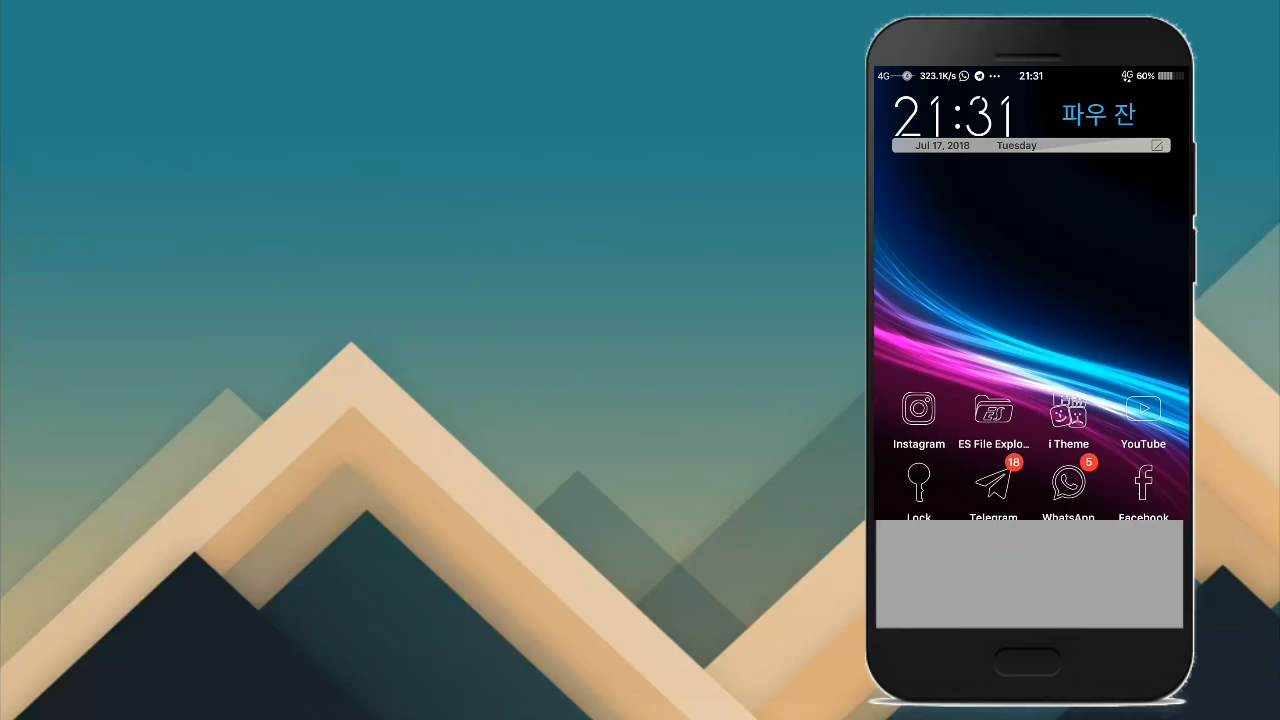 4G 323.1K/s 21:31 4G 60%
21:31 파우 잔
Jul 17, 2018 Tuesday
ES
Instagram ES File Explo... i Theme YouTube
18 5
Lock Telegram WhatsApp Facebook